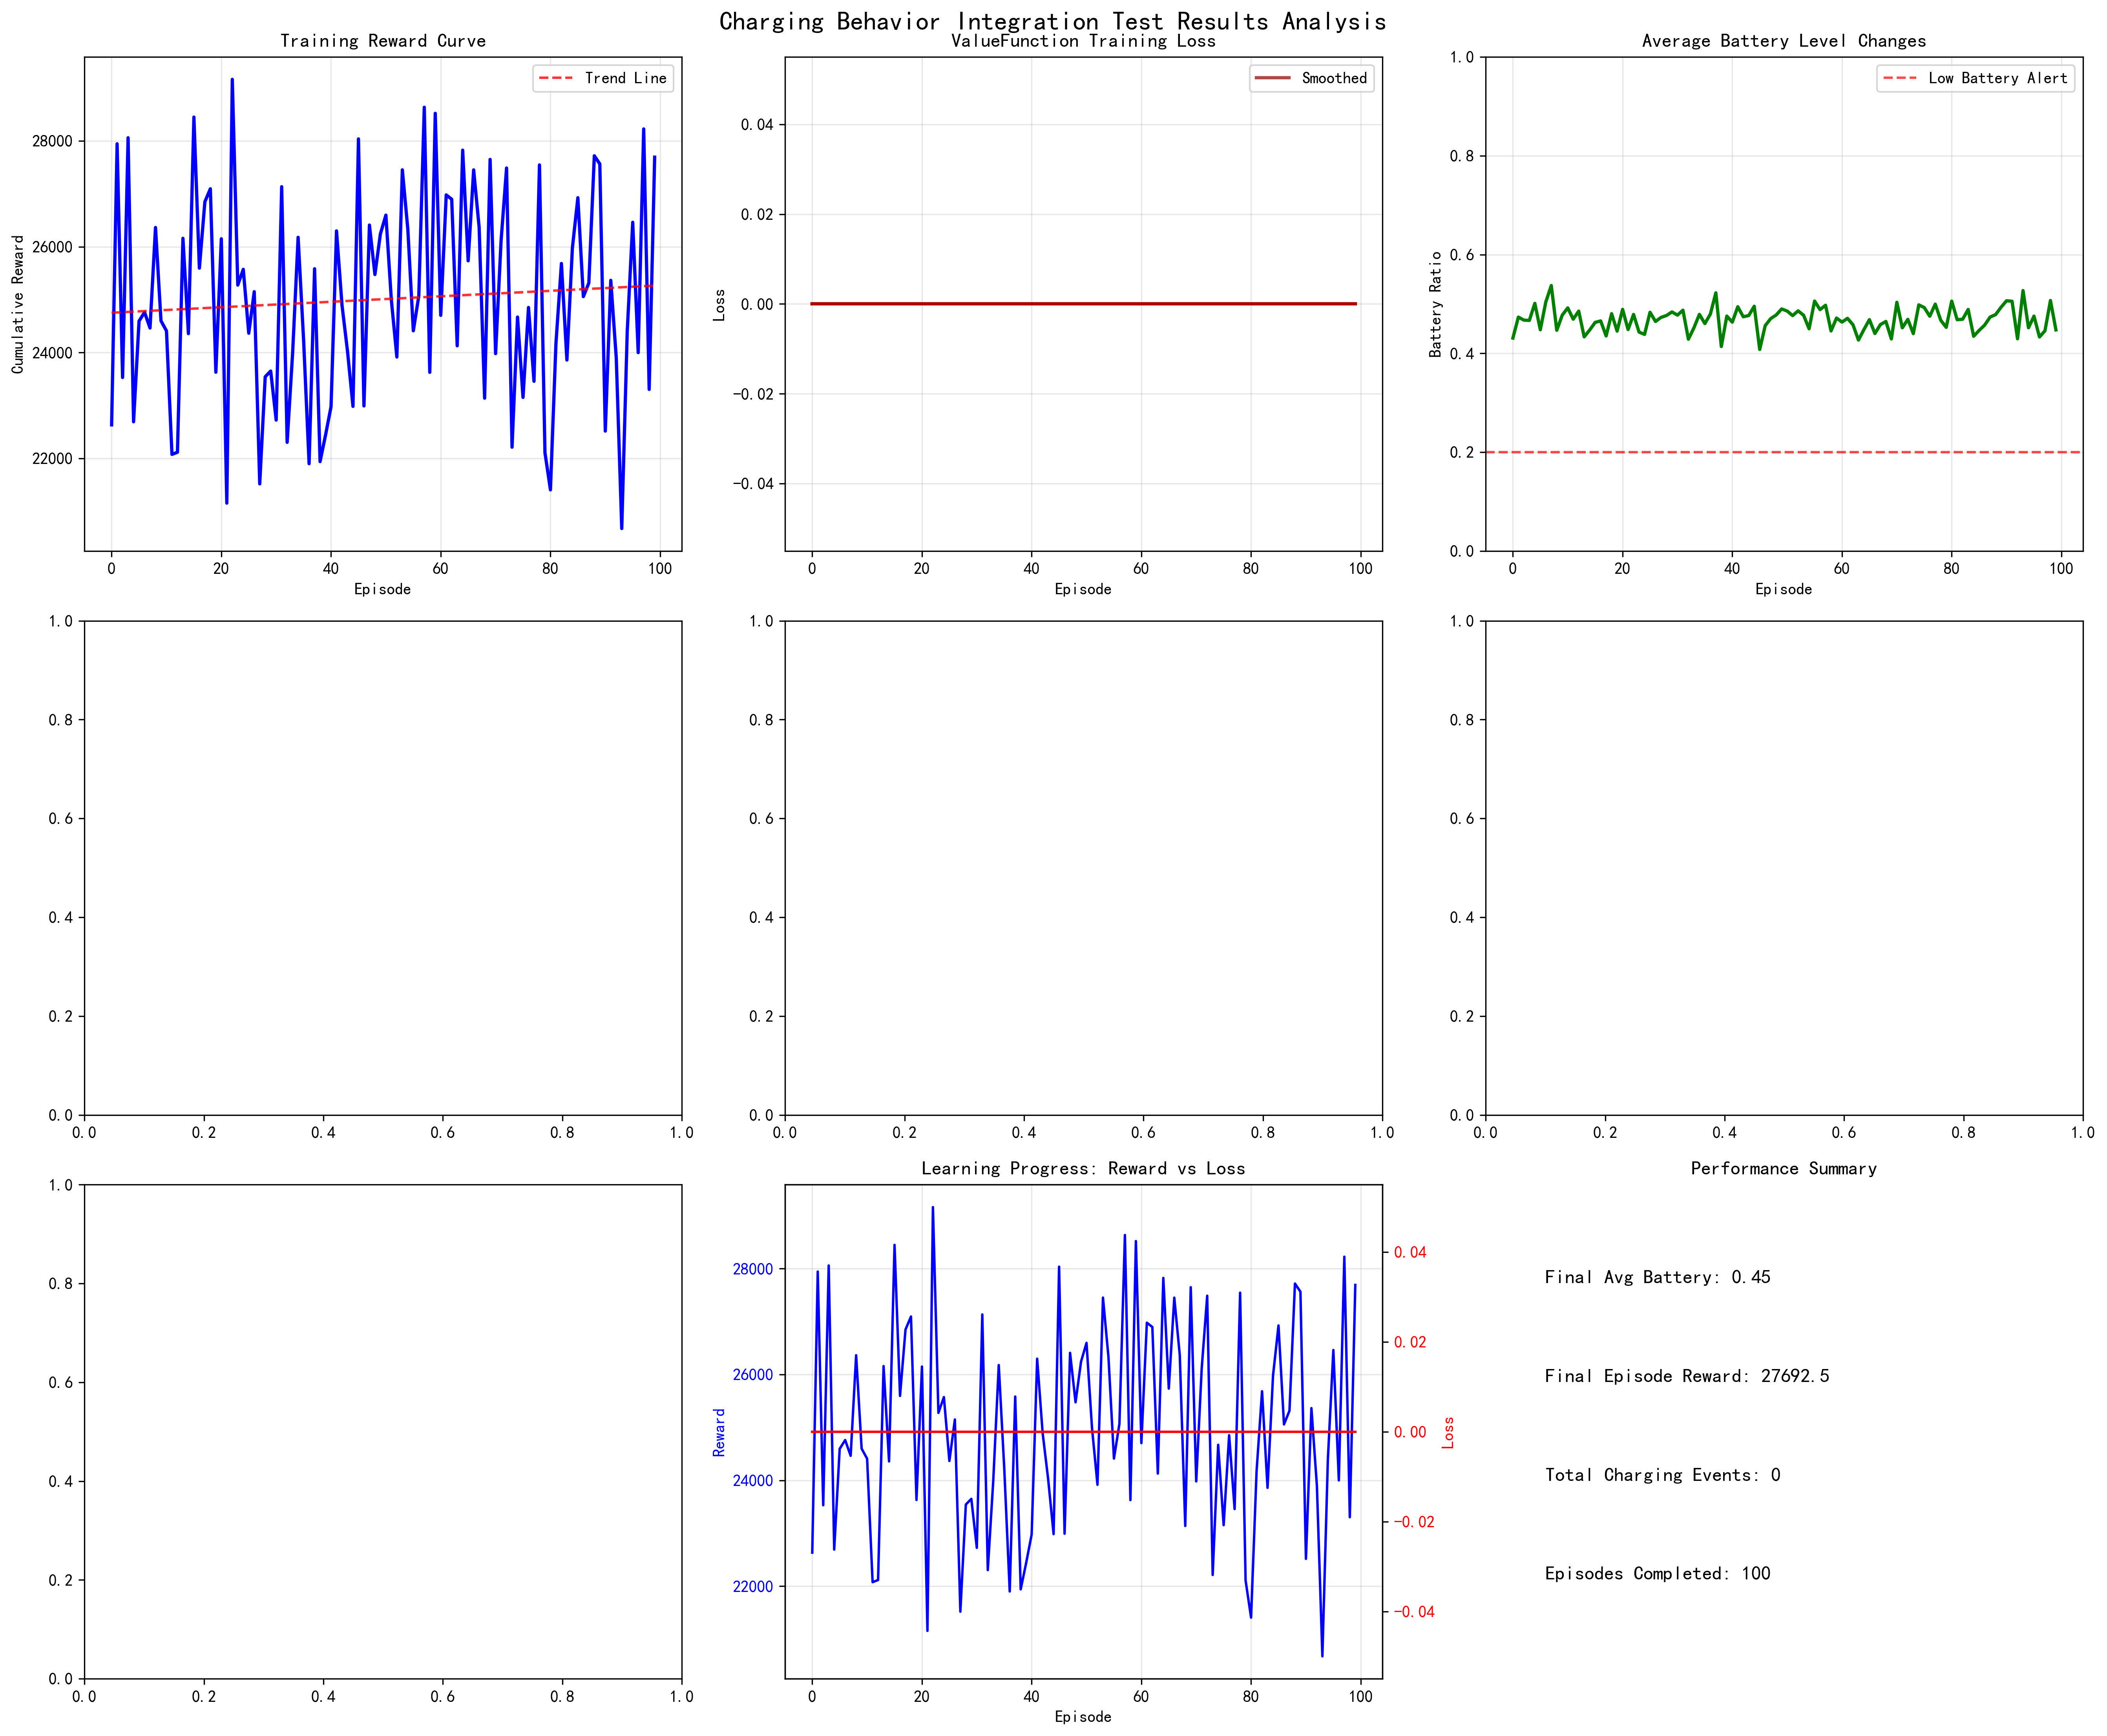 Charging Behavior Integration Test Results Analysis
Training Reward Curve
Trend Line
28000
26000
24000
22000
Cumulative Reward
0 20 40 60 80 100
Episode
ValueFunction Training Loss
Smoothed
0.04
0.02
0.00
−0.02
−0.04
Loss
0 20 40 60 80 100
Episode
Average Battery Level Changes
Low Battery Alert
1.0
0.8
0.6
0.4
0.2
0.0
Battery Ratio
0 20 40 60 80 100
Episode
1.0
0.8
0.6
0.4
0.2
0.0
0.0 0.2 0.4 0.6 0.8 1.0
1.0
0.8
0.6
0.4
0.2
0.0
0.0 0.2 0.4 0.6 0.8 1.0
1.0
0.8
0.6
0.4
0.2
0.0
0.0 0.2 0.4 0.6 0.8 1.0
1.0
0.8
0.6
0.4
0.2
0.0
0.0 0.2 0.4 0.6 0.8 1.0
Learning Progress: Reward vs Loss
28000
26000
24000
22000
Reward
0.04
0.02
0.00
−0.02
−0.04
Loss
0 20 40 60 80 100
Episode
Performance Summary
Final Avg Battery: 0.45
Final Episode Reward: 27692.5
Total Charging Events: 0
Episodes Completed: 100